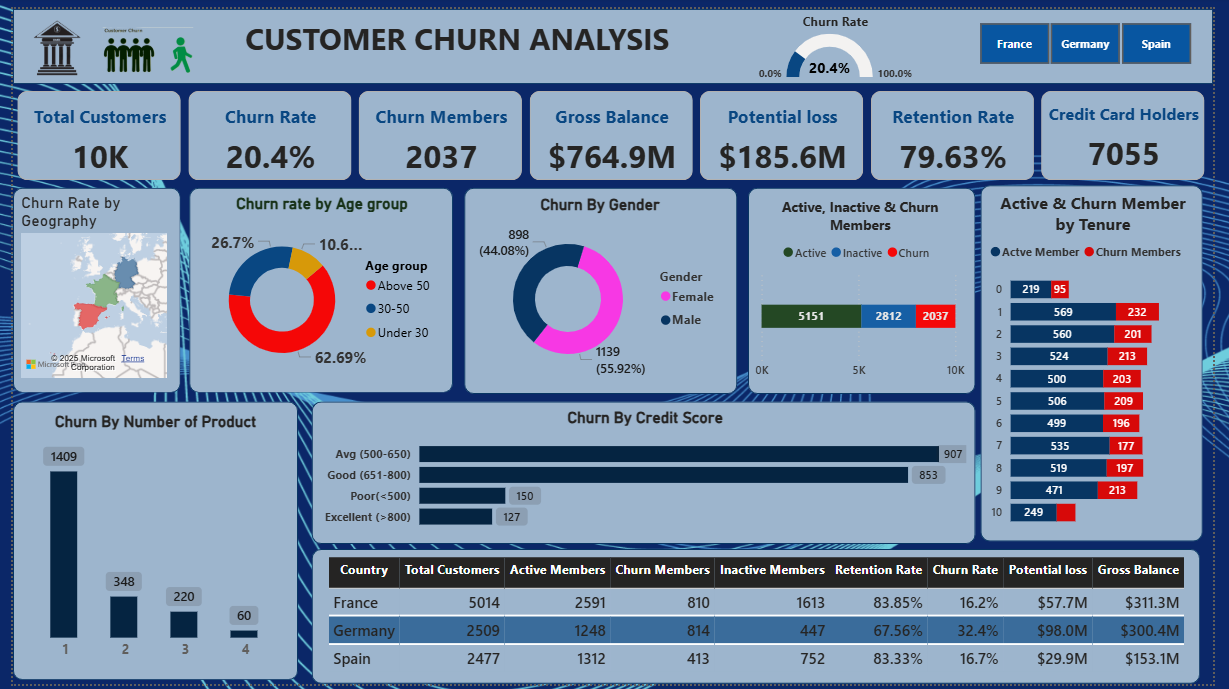 Customer Churn
CUSTOMER CHURN ANALYSIS
Churn Rate
0.0%
20.4%
100.0%
France
Germany
Spain
Total Customers
10K
Churn Rate
20.4%
Churn Members
2037
Gross Balance
$764.9M
Potential loss
$185.6M
Retention Rate
79.63%
Credit Card Holders
7055
Churn Rate by
Geography
© 2025 Microsoft
Corporation
Terms
Microsoft
Churn rate by Age group
26.7%
10.6...
62.69%
Age group
Above 50
30-50
Under 30
Churn By Gender
898
(44.08%)
1139
(55.92%)
Gender
Female
Male
Active, Inactive & Churn
Members
Active Inactive Churn
5151 2812 2037
0K 5K 10K
Active & Churn Member
by Tenure
Actve Member Churn Members
0 219 95
1 569 232
2 560 201
3 524 213
4 500 203
5 506 209
6 499 196
7 535 177
8 519 197
9 471 213
10 249
Churn By Number of Product
1409
348
220
60
1 2 3 4
Churn By Credit Score
Avg (500-650) 907
Good (651-800) 853
Poor(<500) 150
Excellent (>800) 127
Country Total Customers Active Members Churn Members Inactive Members Retention Rate Churn Rate Potential loss Gross Balance
France 5014 2591 810 1613 83.85% 16.2% $57.7M $311.3M
Germany 2509 1248 814 447 67.56% 32.4% $98.0M $300.4M
Spain 2477 1312 413 752 83.33% 16.7% $29.9M $153.1M